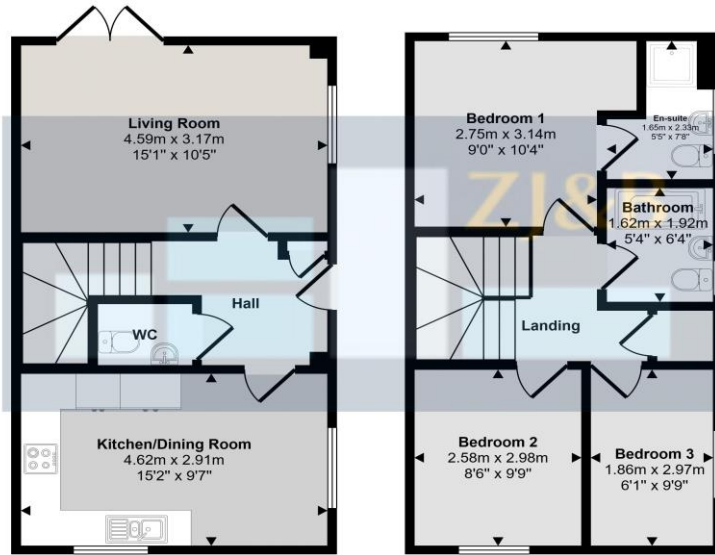 Living Room
4.59m x 3.17m
15'1" x 10'5"
Hall
WC
Kitchen/Dining Room
4.62m x 2.91m
15'2" x 9'7"
Bedroom 1
2.75m x 3.14m
9'0" x 10'4"
En-suite
1.65m x 2.33m
5'5" x 7'8"
ZJ&B
Bathroom
1.62m x 1.92m
5'4" x 6'4"
Landing
Bedroom 2
2.58m x 2.98m
8'6" x 9'9"
Bedroom 3
1.86m x 2.97m
6'1" x 9'9"